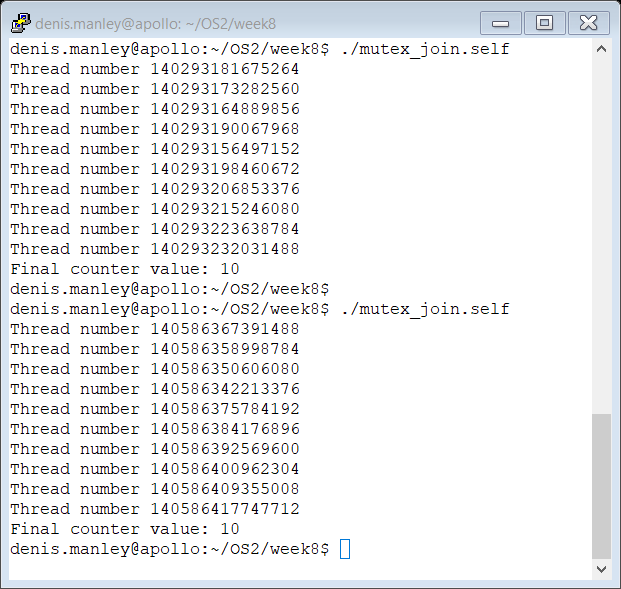 denis.manley@apollo: ~/OS2/week8
denis.manley@apollo:~/OS2/week8$ ./mutex_join.self
Thread number 140293181675264
Thread number 140293173282560
Thread number 140293164889856
Thread number 140293190067968
Thread number 140293156497152
Thread number 140293198460672
Thread number 140293206853376
Thread number 140293215246080
Thread number 140293223638784
Thread number 140293232031488
Final counter value: 10
denis.manley@apollo:~/OS2/week8$
denis.manley@apollo:~/OS2/week8$ ./mutex_join.self
Thread number 140586367391488
Thread number 140586358998784
Thread number 140586350606080
Thread number 140586342213376
Thread number 140586375784192
Thread number 140586384176896
Thread number 140586392569600
Thread number 140586400962304
Thread number 140586409355008
Thread number 140586417747712
Final counter value: 10
denis.manley@apollo:~/OS2/week8$